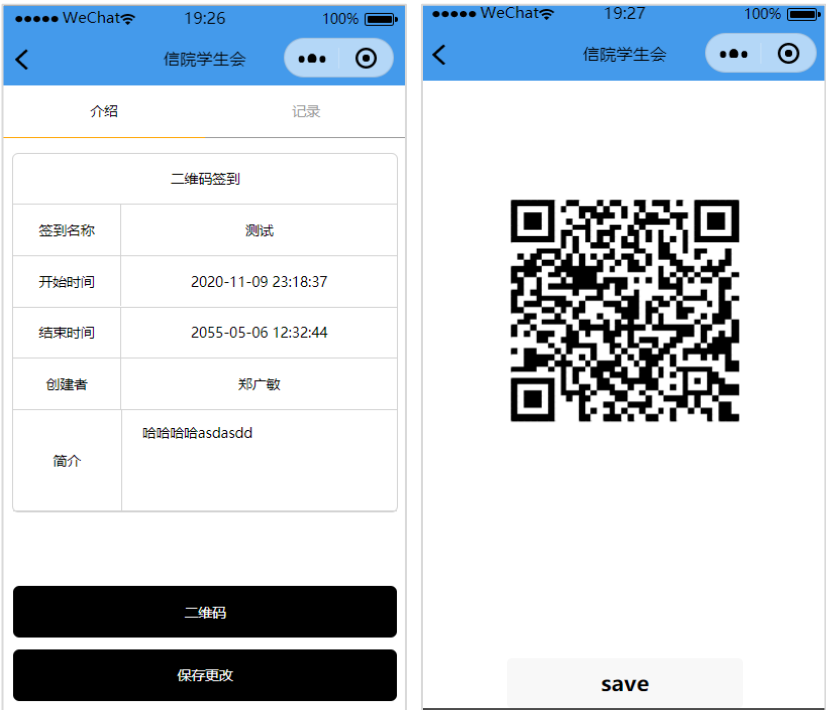 WeChat 19:26 100%
信院学生会
介绍 记录
二维码签到
签到名称 测试
开始时间 2020-11-09 23:18:37
结束时间 2055-05-06 12:32:44
创建者 郑广敏
简介 哈哈哈哈asdasdd
二维码
保存更改
WeChat 19:27 100%
信院学生会
save